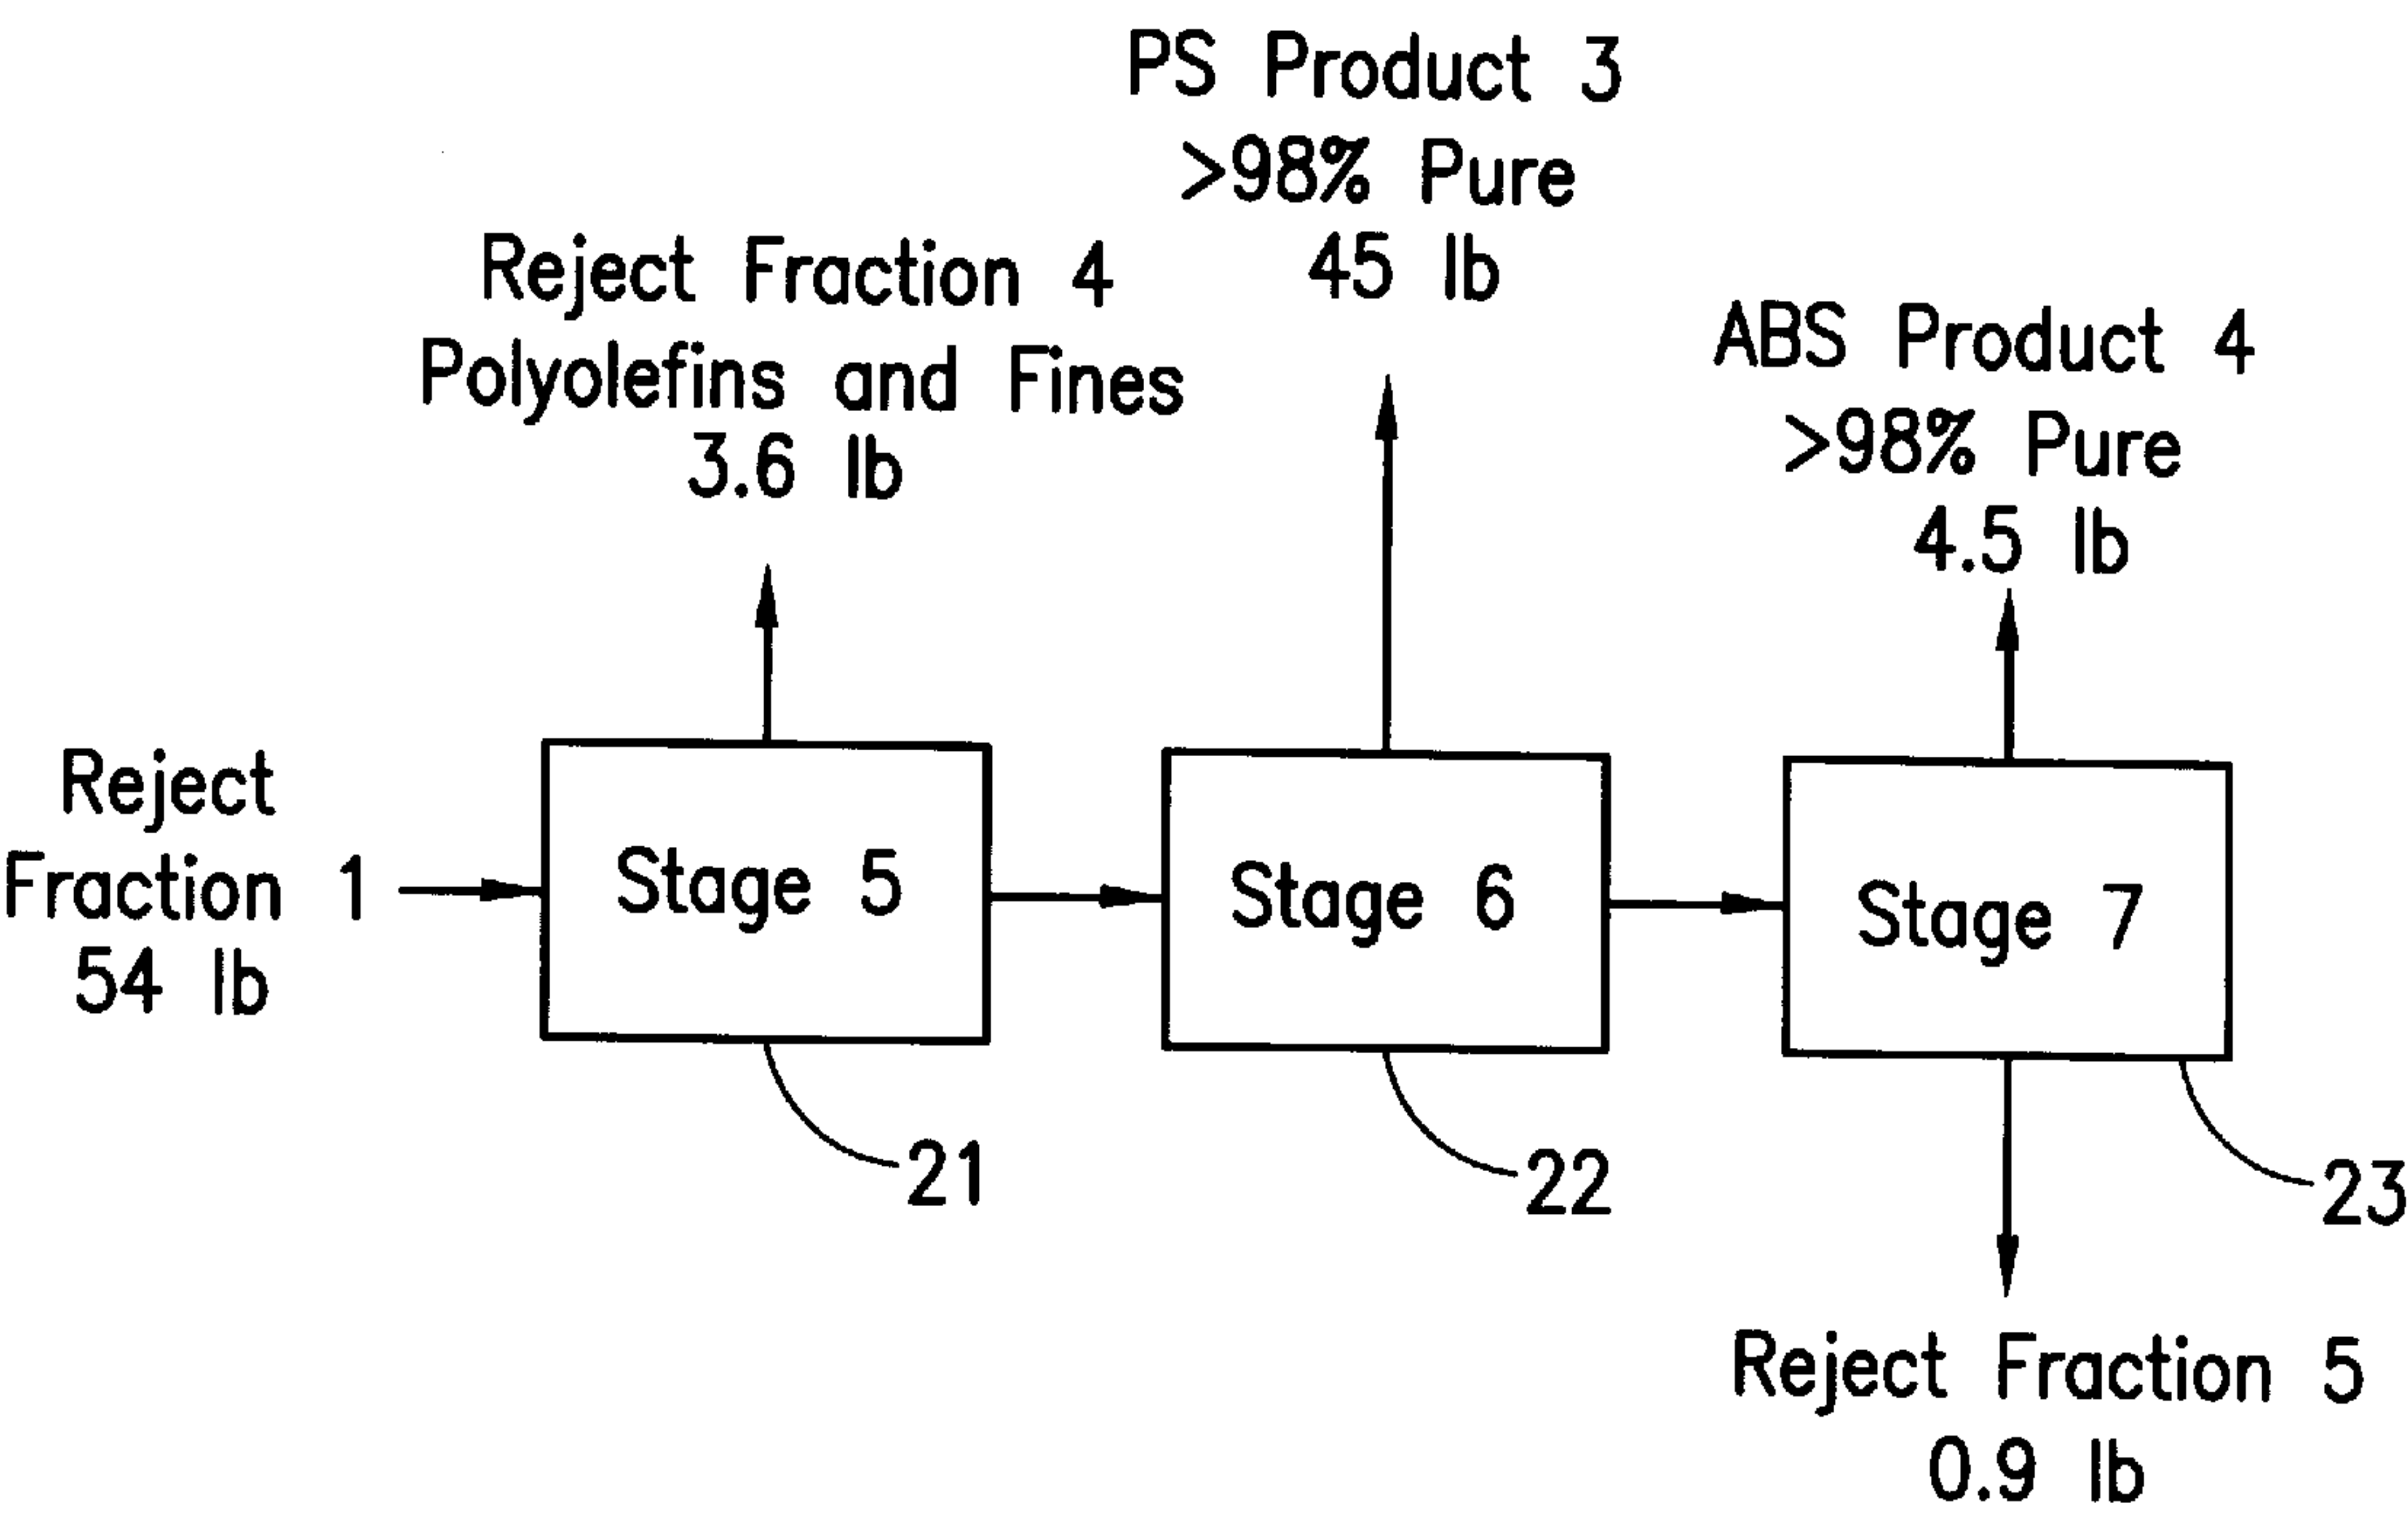 PS Product 3
>98% Pure
45 lb
Reject Fraction 4
Polyolefins and Fines
3.6 lb
ABS Product 4
>98% Pure
4.5 lb
Reject
Fraction 1
54 lb
Stage 5
Stage 6
Stage 7
21
22
23
Reject Fraction 5
0.9 lb